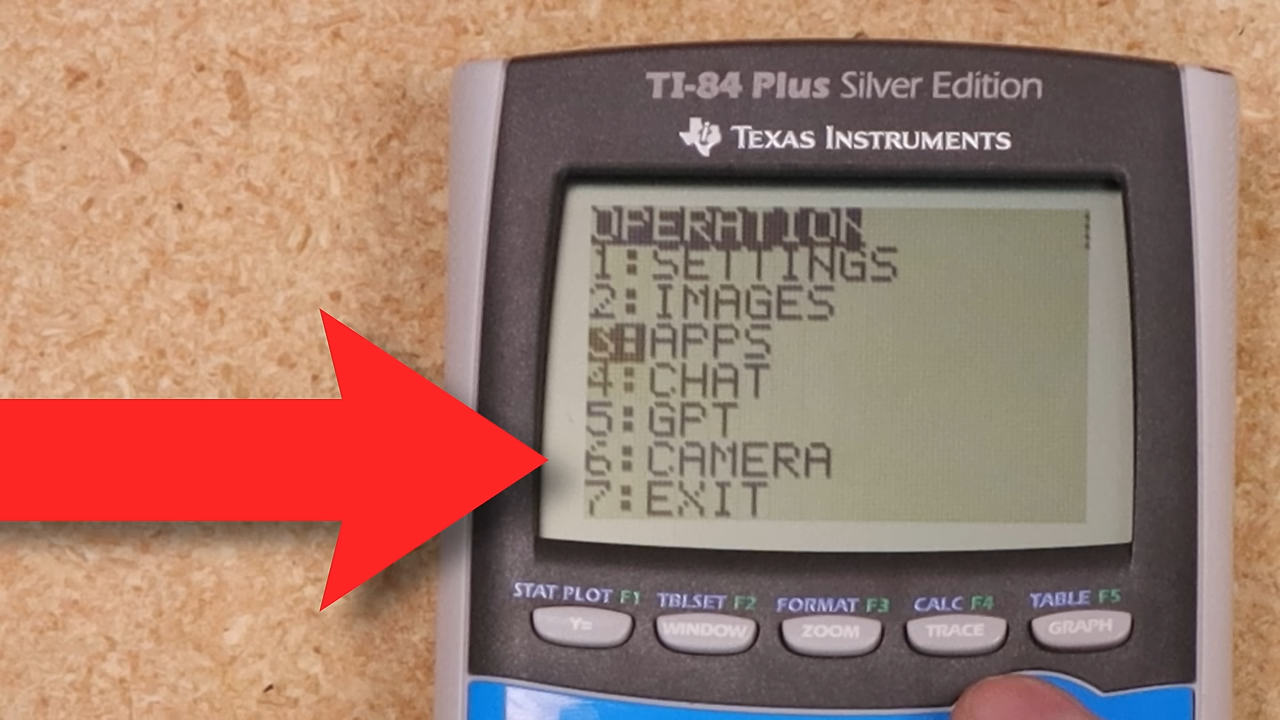 TI-84 Plus Silver Edition
TEXAS INSTRUMENTS
OPERATION
1:SETTINGS
2:IMAGES
3:APPS
4:CHAT
5:GPT
6:CAMERA
7:EXIT
STAT PLOT F1 TBLSET F2 FORMAT F3 CALC F4 TABLE F5
Y= WINDOW ZOOM TRACE GRAPH